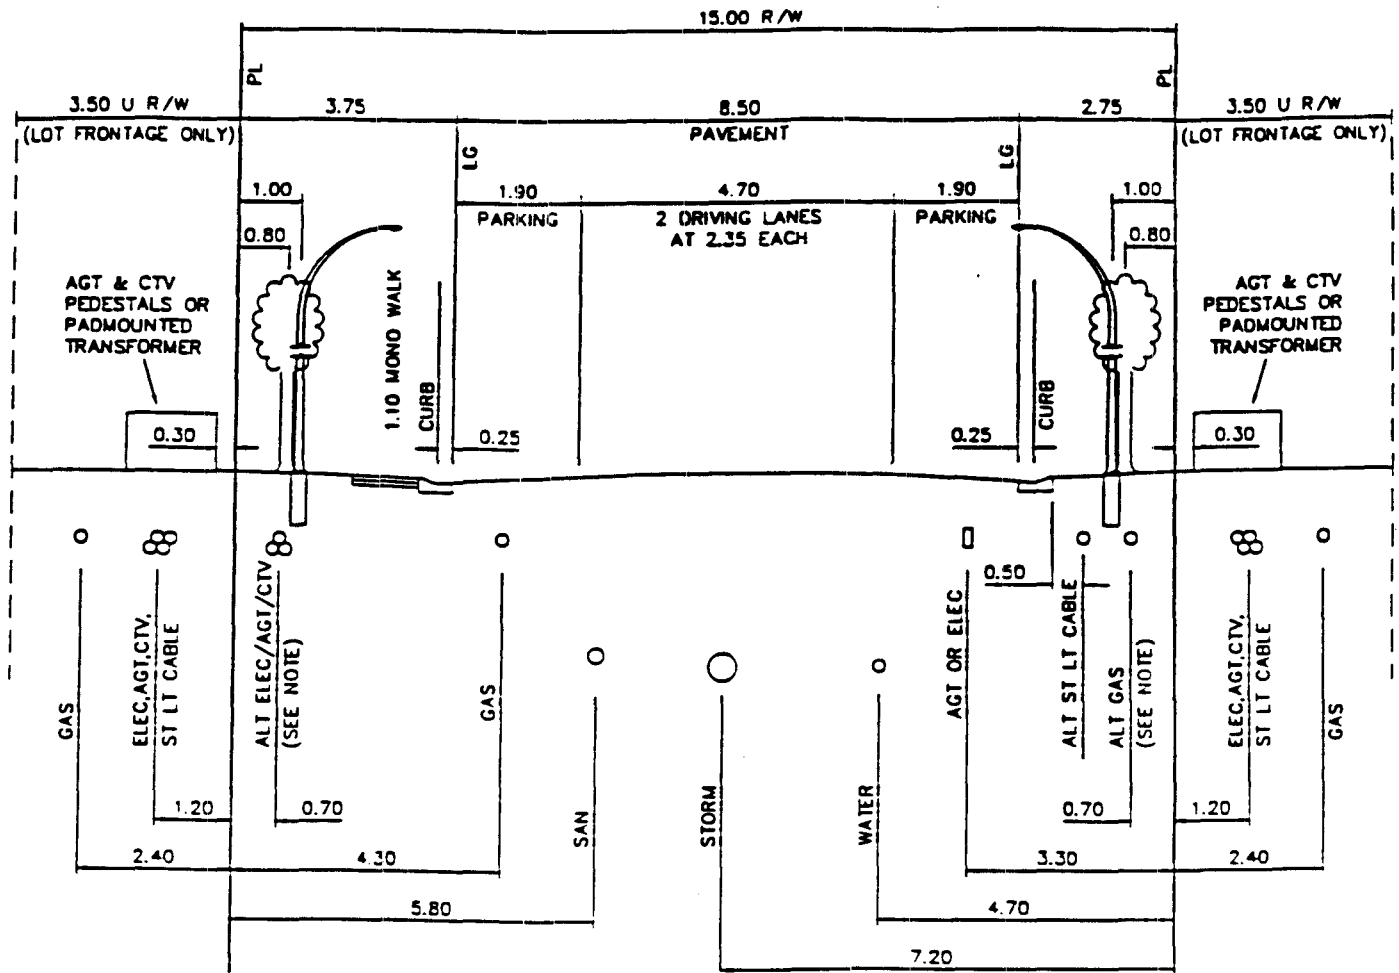 15.00 R/W
PL
PL
3.50 U R/W
3.75
8.50
2.75
3.50 U R/W
(LOT FRONTAGE ONLY)
PAVEMENT
(LOT FRONTAGE ONLY)
LG
LG
1.00
1.90
4.70
1.90
1.00
PARKING
2 DRIVING LANES
AT 2.35 EACH
PARKING
0.80
0.80
AGT & CTV
PEDESTALS OR
PADMOUNTED
TRANSFORMER
1.10 MONO WALK
CURB
CURB
AGT & CTV
PEDESTALS OR
PADMOUNTED
TRANSFORMER
0.30
0.25
0.25
0.30
0.50
GAS
ELEC,AGT,CTV,
ST LT CABLE
ALT ELEC/AGT/CTV
(SEE NOTE)
GAS
SAN
STORM
WATER
AGT OR ELEC
ALT ST LT CABLE
ALT GAS
(SEE NOTE)
ELEC,AGT,CTV,
ST LT CABLE
GAS
1.20
0.70
0.70
1.20
2.40
4.30
3.30
2.40
5.80
4.70
7.20